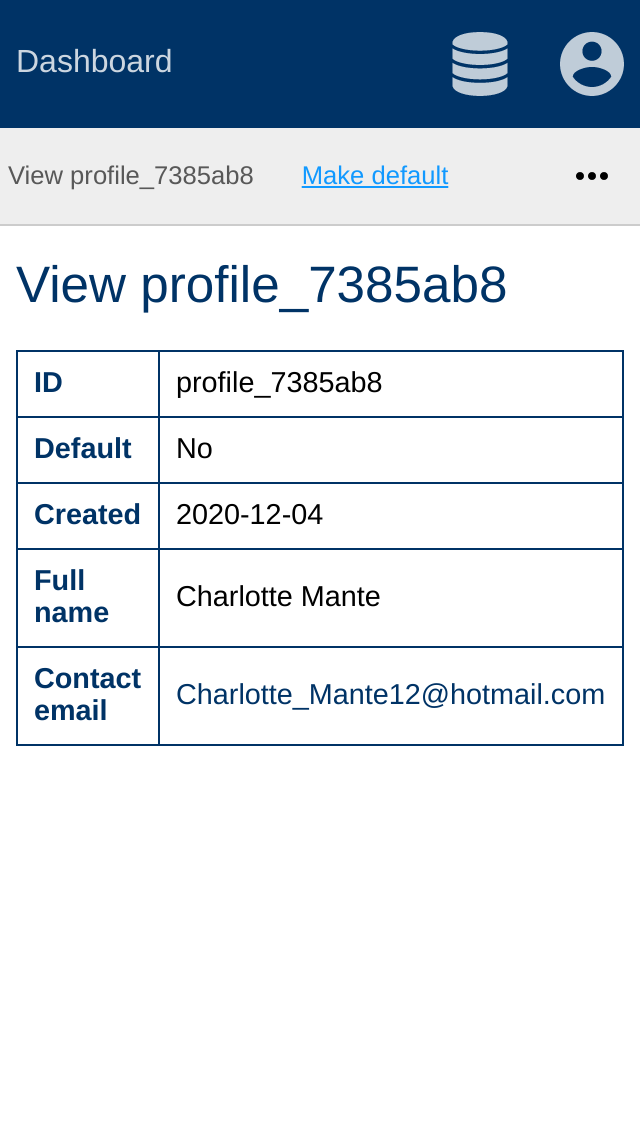 Dashboard
View profile_7385ab8 Make default
View profile_7385ab8
ID profile_7385ab8
Default No
Created 2020-12-04
Full
name
Charlotte Mante
Contact
email
Charlotte_Mante12@hotmail.com